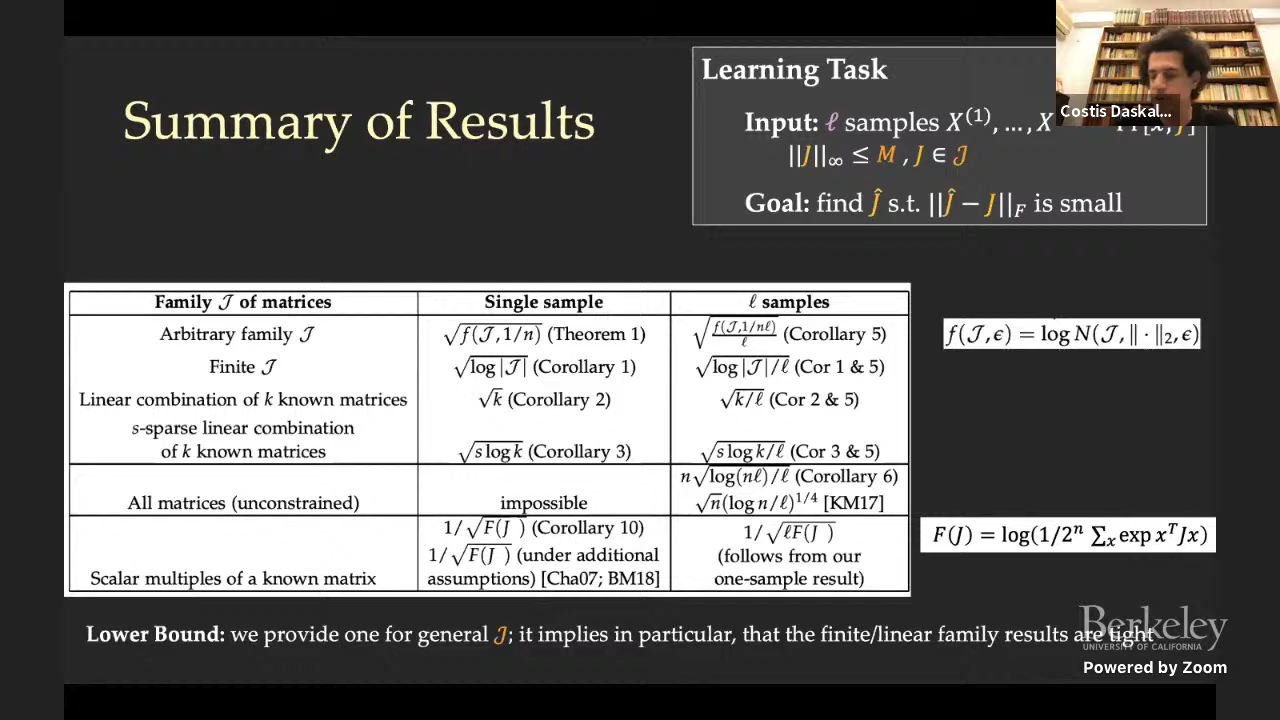 Summary of Results
Learning Task
Input: ℓ samples X⁽¹⁾, …, X
||J||∞ ≤ M , J ∈ 𝒥
Goal: find Ĵ s.t. ||Ĵ − J||_F is small
Costis Daskal...
Family 𝒥 of matrices | Single sample | ℓ samples
Arbitrary family 𝒥 | √f(𝒥,1/n) (Theorem 1) | √(f(𝒥,1/nℓ)/ℓ) (Corollary 5)
Finite 𝒥 | √log|𝒥| (Corollary 1) | √log|𝒥|/ℓ (Cor 1 & 5)
Linear combination of k known matrices | √k (Corollary 2) | √k/ℓ (Cor 2 & 5)
s-sparse linear combination
of k known matrices | √s log k (Corollary 3) | √s log k/ℓ (Cor 3 & 5)
n√log(nℓ)/ℓ (Corollary 6)
All matrices (unconstrained) | impossible | √n(log n/ℓ)^1/4 [KM17]
1/√F(J ) (Corollary 10) | 1/√ℓF(J )
1/√F(J ) (under additional | (follows from our
Scalar multiples of a known matrix | assumptions) [Cha07; BM18] | one-sample result)
f(𝒥, ϵ) = log N(𝒥, ‖ · ‖₂, ϵ)
F(J) = log(1/2ⁿ ∑ₓ exp xᵀJx)
Lower Bound: we provide one for general 𝒥; it implies in particular, that the finite/linear family results are tight
Berkeley
UNIVERSITY OF CALIFORNIA
Powered by Zoom